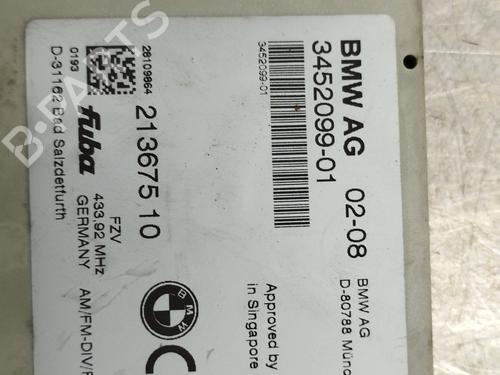 BMW AG 02-08
3452099-01
3452099-01
BMW AG
D-80788 Münc
Approved by
in Singapore
28109864
21367510
0193
fuba
D-31162 Bad Salzdetfurth
FZV
433,92 MHz
GERMANY
AM/FM-DIV/F
BMW
B-PARTS